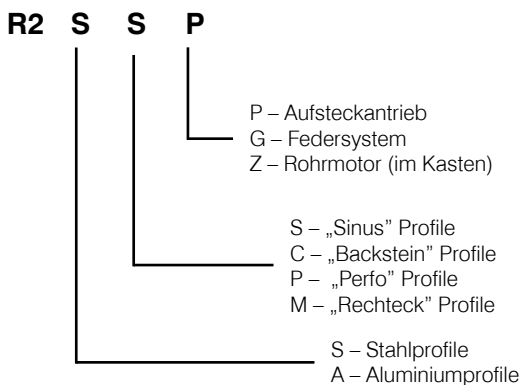 R2 S S P
P – Aufsteckantrieb
G – Federsystem
Z – Rohrmotor (im Kasten)
S – „Sinus” Profile
C – „Backstein” Profile
P – „Perfo” Profile
M – „Rechteck” Profile
S – Stahlprofile
A – Aluminiumprofile